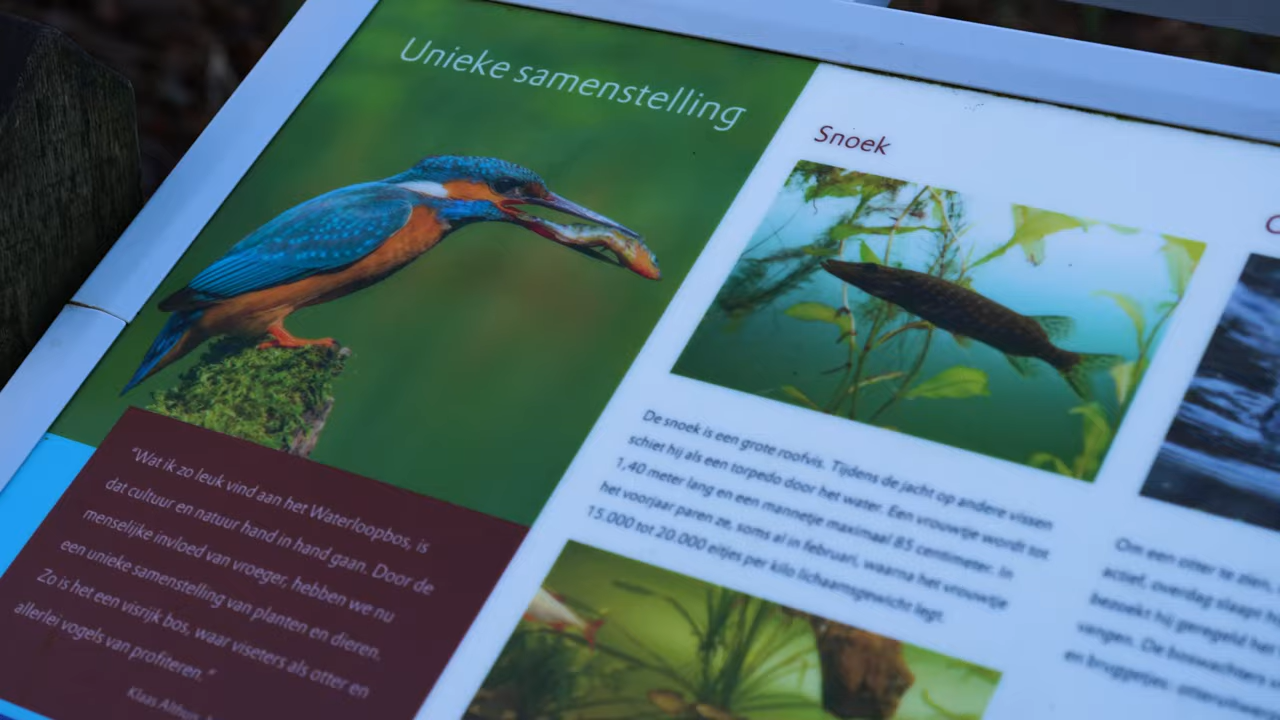 Unieke samenstelling
"Wat ik zo leuk vind aan het Waterloopbos, is
dat cultuur en natuur hand in hand gaan. Door de
menselijke invloed van vroeger, hebben we nu
een unieke samenstelling van planten en dieren.
Zo is het een visrijk bos, waar viseters als otter en
allerlei vogels van profiteren."
Klaas Althuis,
Snoek
De snoek is een grote roofvis. Tijdens de jacht op andere vissen
schiet hij als een torpedo door het water. Een vrouwtje wordt tot
1,40 meter lang en een mannetje maximaal 85 centimeter. In
het voorjaar paren ze, soms al in februari, waarna het vrouwtje
15.000 tot 20.000 eitjes per kilo lichaamsgewicht legt.
Om een otter te zien,
actief, overdag slaapt h
bezoekt hij geregeld het
vangen. De boswachters
en bruggetjes: